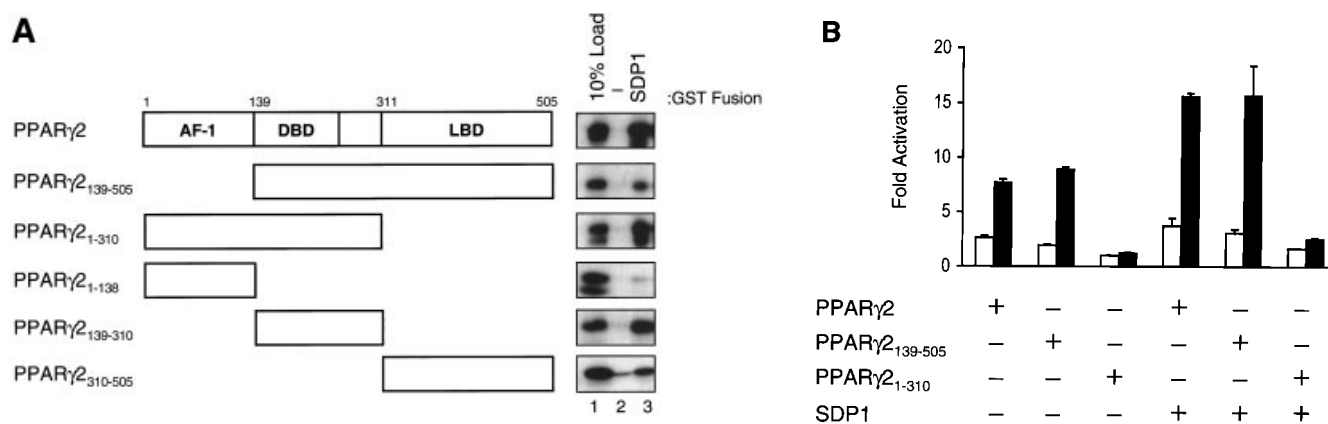 A
10% Load
–
SDP1
:GST Fusion
1 139 311 505
PPARγ2
AF-1 DBD LBD
PPARγ2139-505
PPARγ21-310
PPARγ21-138
PPARγ2139-310
PPARγ2310-505
1 2 3
B
Fold Activation
20
15
10
5
0
PPARγ2 + – – + – –
PPARγ2139-505 – + – – + –
PPARγ21-310 – – + – – +
SDP1 – – – + + +